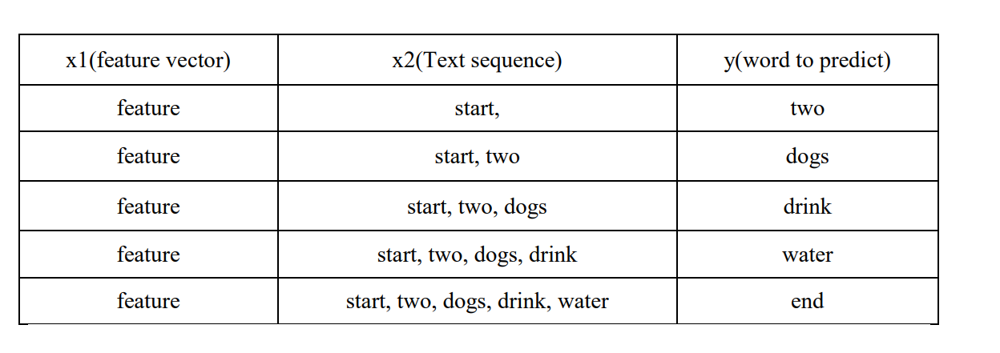 x1(feature vector) x2(Text sequence) y(word to predict)
feature start, two
feature start, two dogs
feature start, two, dogs drink
feature start, two, dogs, drink water
feature start, two, dogs, drink, water end